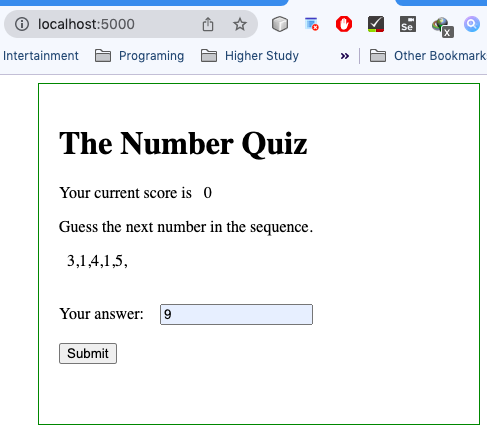 localhost:5000
Intertainment Programing Higher Study » Other Bookmark
The Number Quiz
Your current score is 0
Guess the next number in the sequence.
3,1,4,1,5,
Your answer: 9
Submit